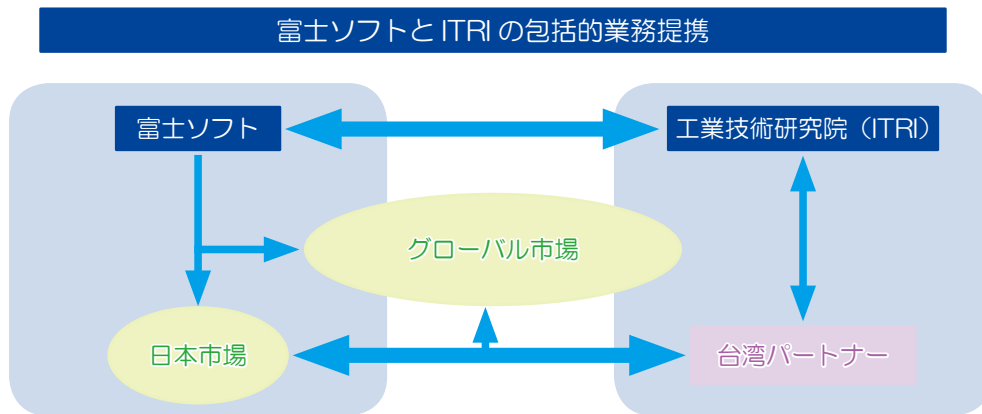 富士ソフトとITRIの包括的業務提携
富士ソフト
工業技術研究院（ITRI）
グローバル市場
日本市場
台湾パートナー